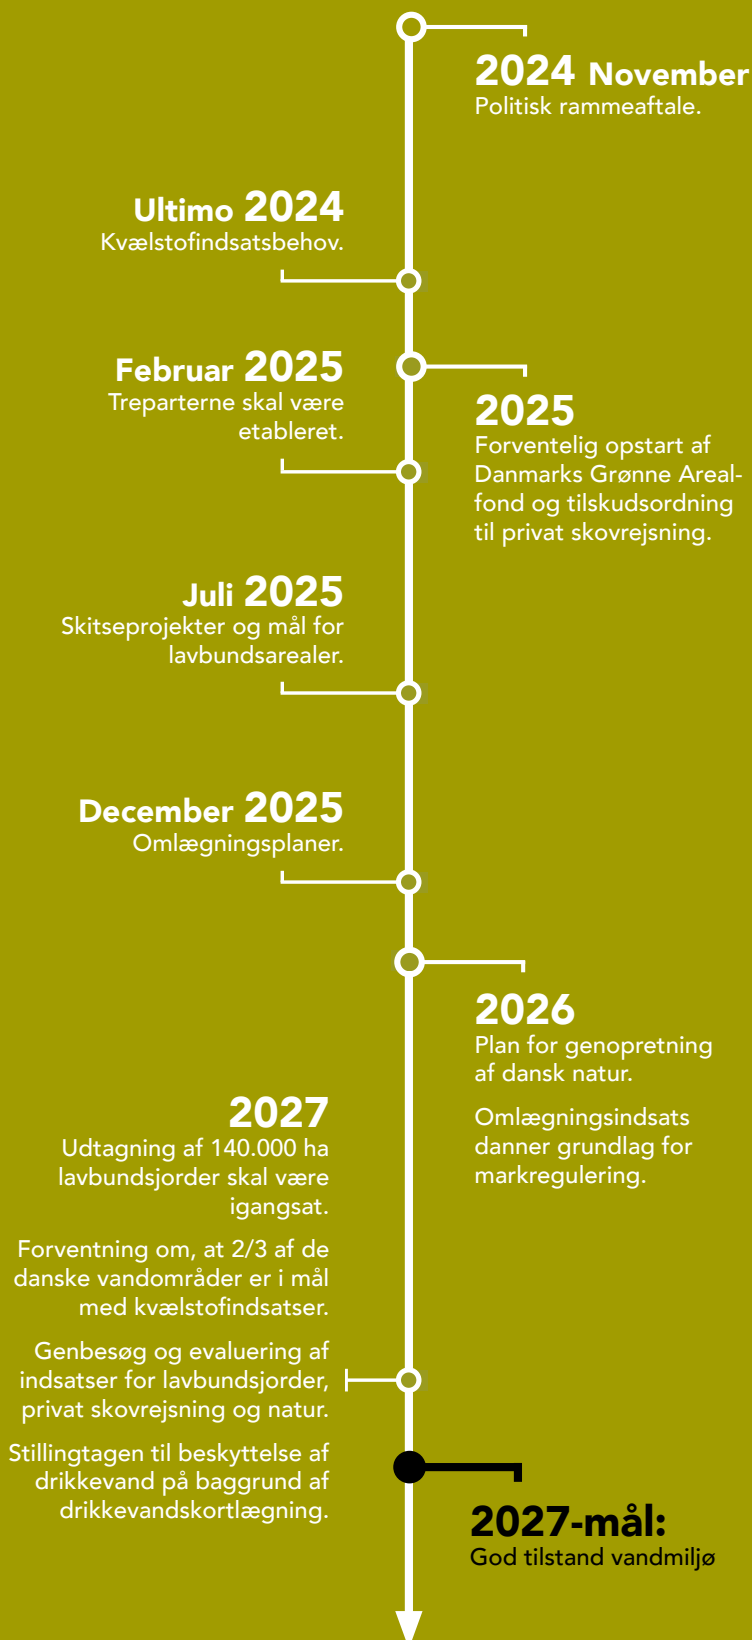 2024 November
Politisk rammeaftale.
Ultimo 2024
Kvælstofindsatsbehov.
Februar 2025
Treparterne skal være
etableret.
2025
Forventelig opstart af
Danmarks Grønne Areal-
fond og tilskudsordning
til privat skovrejsning.
Juli 2025
Skitseprojekter og mål for
lavbundsarealer.
December 2025
Omlægningsplaner.
2026
Plan for genopretning
af dansk natur.
Omlægningsindsats
danner grundlag for
markregulering.
2027
Udtagning af 140.000 ha
lavbundsjorder skal være
igangsat.
Forventning om, at 2/3 af de
danske vandområder er i mål
med kvælstofindsatser.
Genbesøg og evaluering af
indsatser for lavbundsjorder,
privat skovrejsning og natur.
Stillingtagen til beskyttelse af
drikkevand på baggrund af
drikkevandskortlægning.
2027-mål:
God tilstand vandmiljø